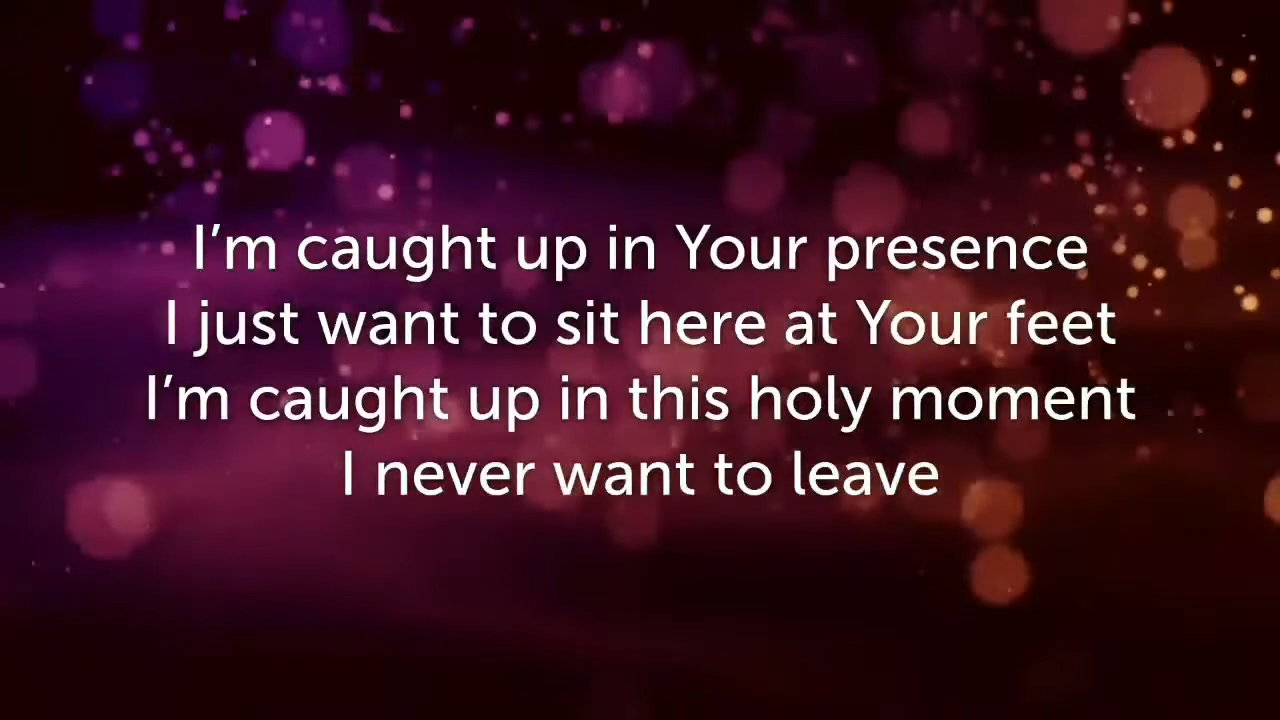 I’m caught up in Your presence
I just want to sit here at Your feet
I’m caught up in this holy moment
I never want to leave